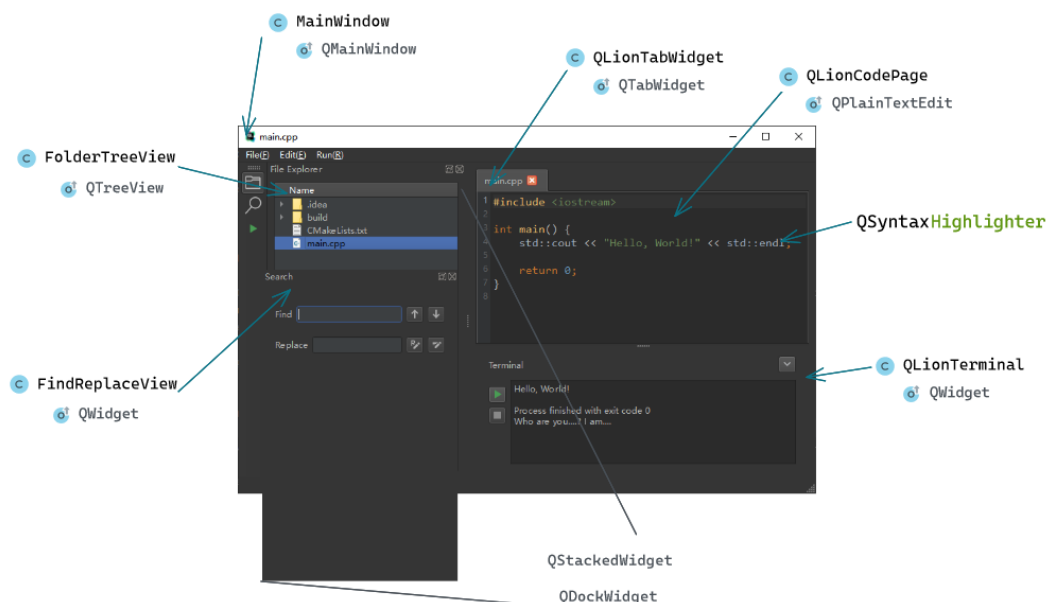 MainWindow
QMainWindow
QLionTabWidget
QTabWidget
QLionCodePage
QPlainTextEdit
FolderTreeView
QTreeView
main.cpp
File(F) Edit(E) Run(R)
File Explorer
Name
.idea
build
CMakeLists.txt
main.cpp
main.cpp
1 #include <iostream>
2
3 int main() {
4 std::cout << "Hello, World!" << std::endl;
5
6 return 0;
7 }
8
QSyntaxHighlighter
Search
Find
Replace
FindReplaceView
QWidget
Terminal
Hello, World!
Process finished with exit code 0
Who are you....? I am....
QLionTerminal
QWidget
QStackedWidget
QDockWidget